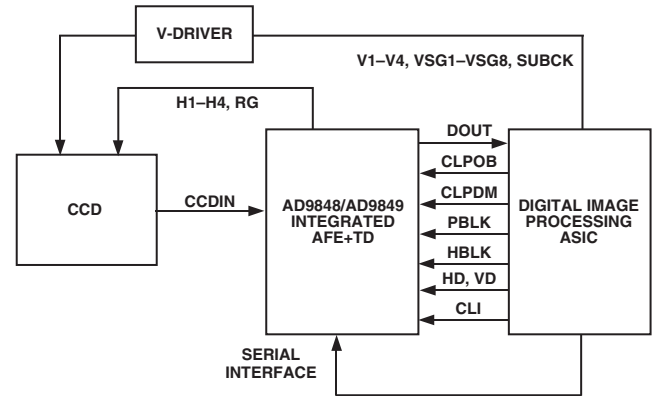 V-DRIVER
V1–V4, VSG1–VSG8, SUBCK
H1–H4, RG
DOUT
CLPOB
CCD
CCDIN
AD9848/AD9849
INTEGRATED
AFE+TD
CLPDM
DIGITAL IMAGE
PROCESSING
ASIC
PBLK
HBLK
HD, VD
CLI
SERIAL
INTERFACE